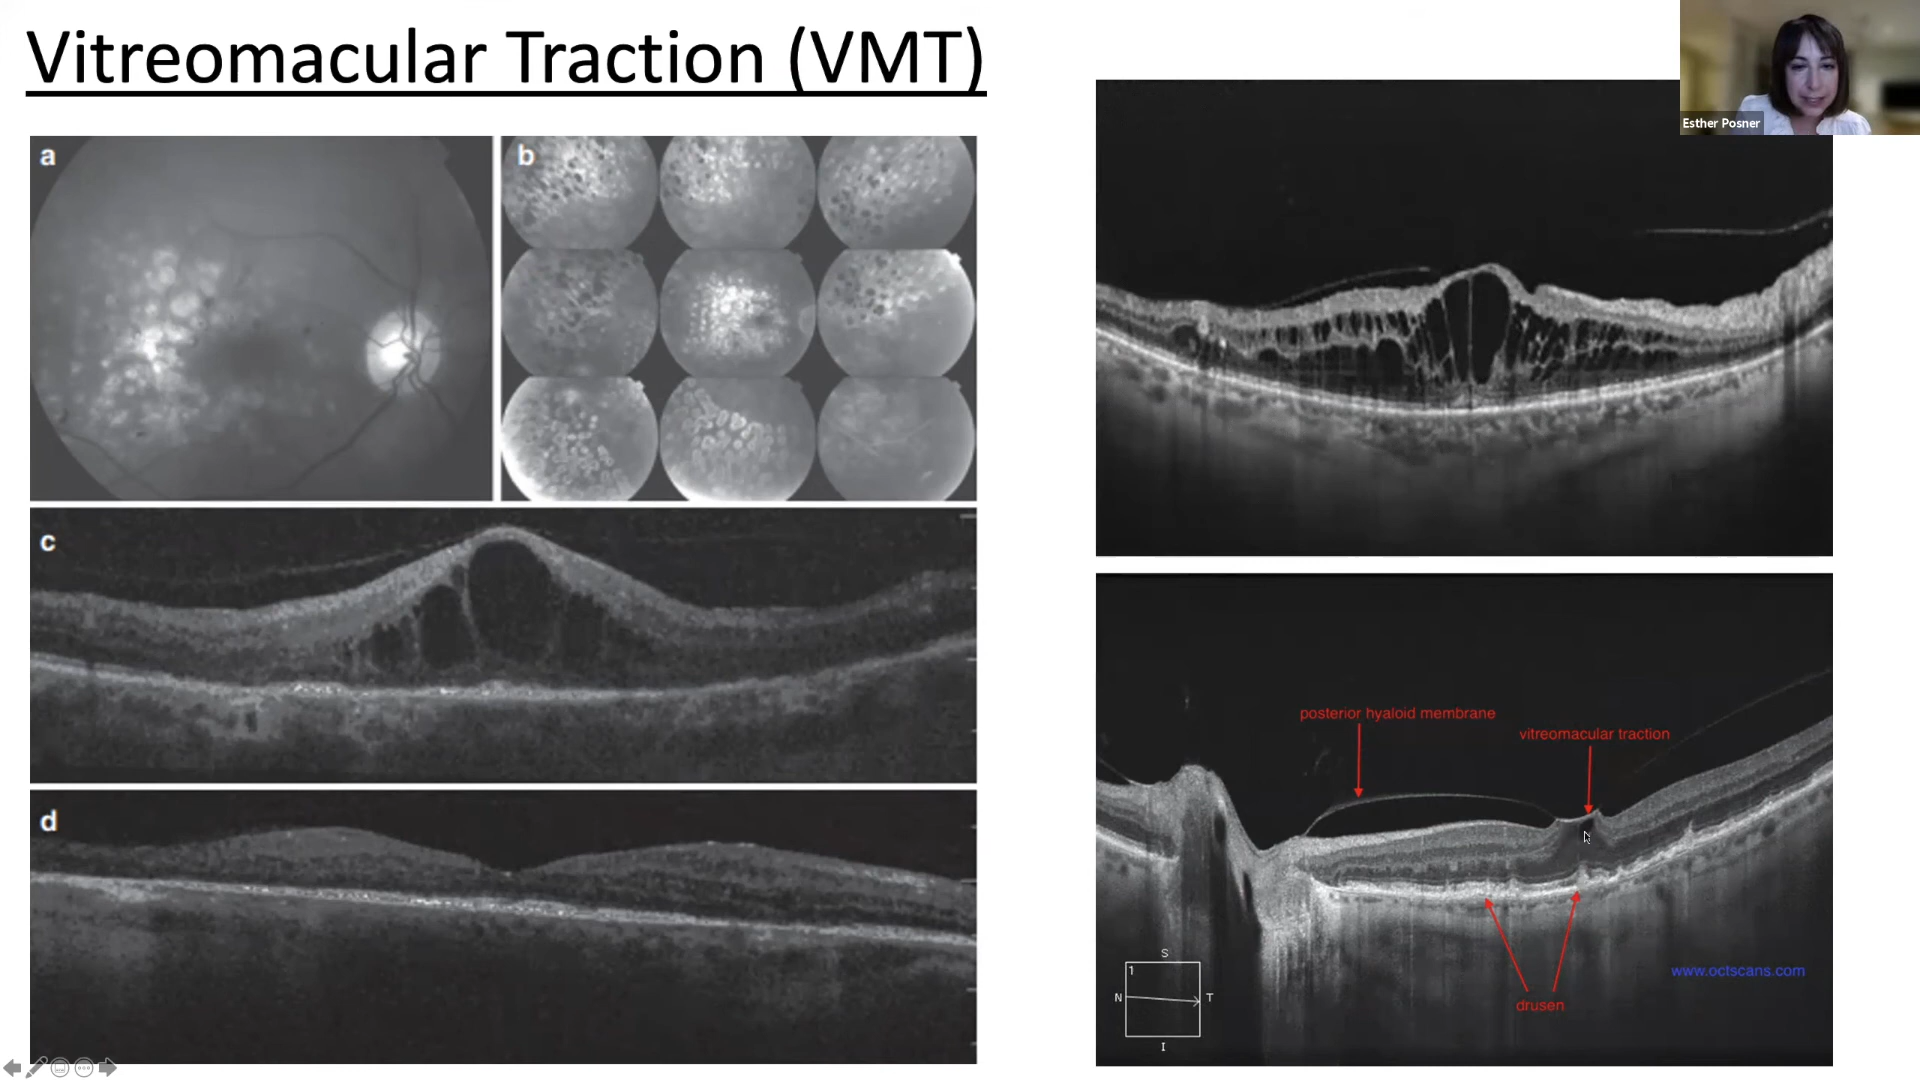 Vitreomacular Traction (VMT)
Esther Posner
a
b
c
d
posterior hyaloid membrane
vitreomacular traction
drusen
www.octscans.com
S
1
N
T
I